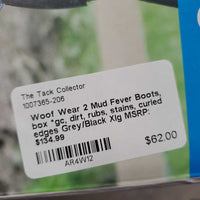 The Tack Collector
1007365-206
Woof Wear 2 Mud Fever Boots,
box *gc, dirt, rubs, stains, curled
edges Grey/Black Xlg MSRP:
$134.99
$62.00
AR4W12